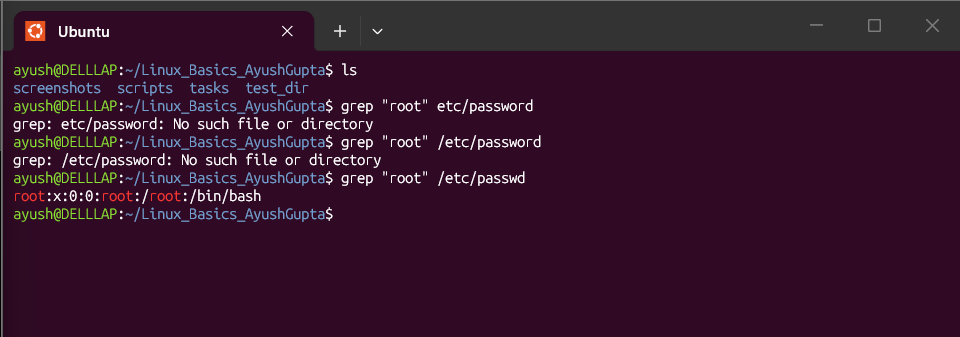 Ubuntu
ayush@DELLLAP:~/Linux_Basics_AyushGupta$ ls
screenshots  scripts  tasks  test_dir
ayush@DELLLAP:~/Linux_Basics_AyushGupta$ grep "root" etc/password
grep: etc/password: No such file or directory
ayush@DELLLAP:~/Linux_Basics_AyushGupta$ grep "root" /etc/password
grep: /etc/password: No such file or directory
ayush@DELLLAP:~/Linux_Basics_AyushGupta$ grep "root" /etc/passwd
root:x:0:0:root:/root:/bin/bash
ayush@DELLLAP:~/Linux_Basics_AyushGupta$